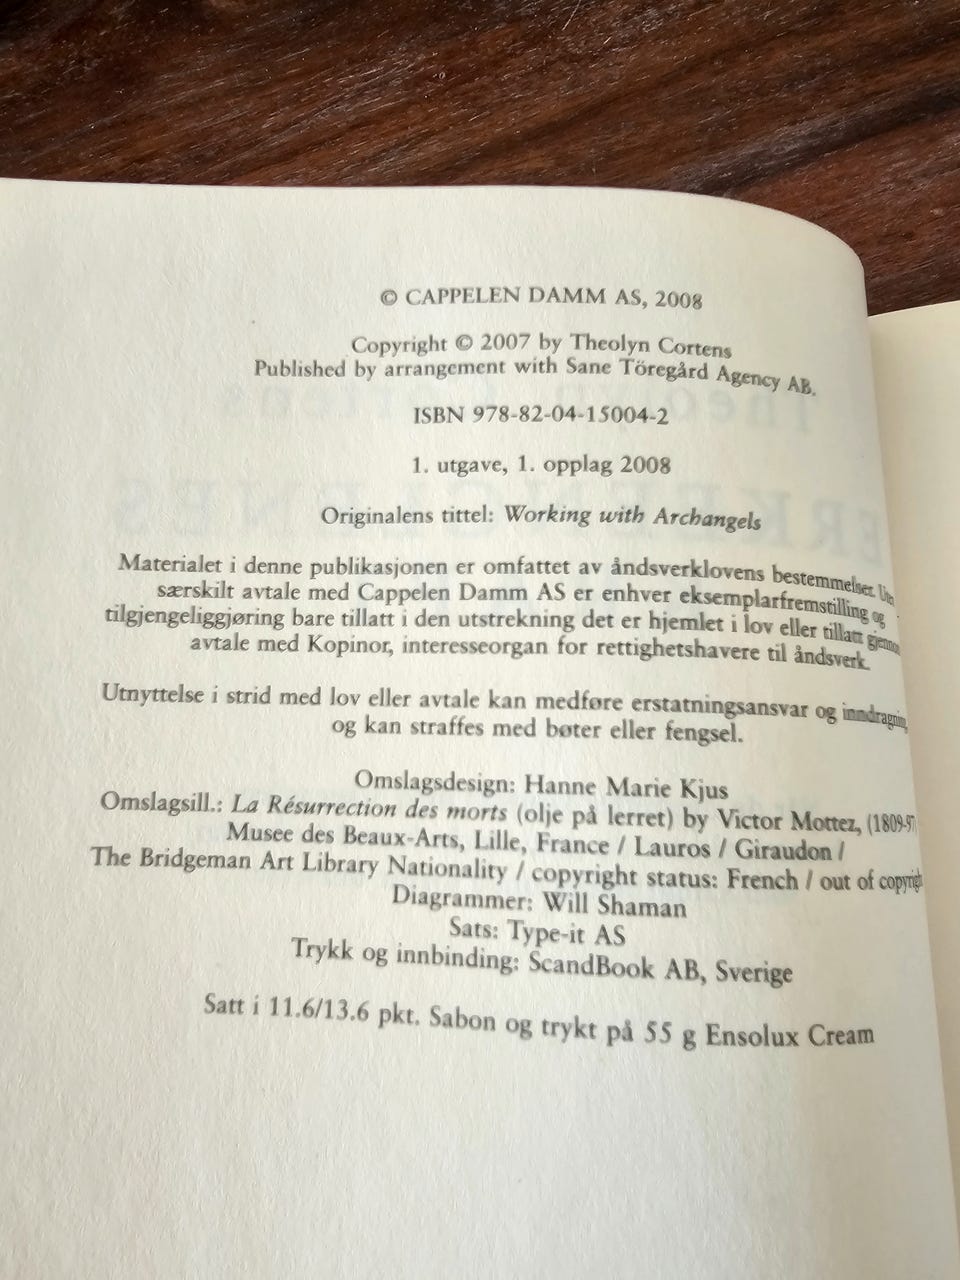 © CAPPELEN DAMM AS, 2008
Copyright © 2007 by Theolyn Cortens
Published by arrangement with Sane Töregård Agency AB.
ISBN 978-82-04-15004-2
1. utgave, 1. opplag 2008
Originalens tittel: Working with Archangels
Materialet i denne publikasjonen er omfattet av åndsverklovens bestemmelser.
særskilt avtale med Cappelen Damm AS er enhver eksemplarfremstilling og
tilgjengeliggjøring bare tillatt i den utstrekning det er hjemlet i lov eller tillatt
avtale med Kopinor, interesseorgan for rettighetshavere til åndsverk.
Utnyttelse i strid med lov eller avtale kan medføre erstatningsansvar og inndragning,
og kan straffes med bøter eller fengsel.
Omslagsdesign: Hanne Marie Kjus
Omslagsill.: La Résurrection des morts (olje på lerret) by Victor Mottez, (1809-97)
Musee des Beaux-Arts, Lille, France / Lauros / Giraudon /
The Bridgeman Art Library Nationality / copyright status: French / out of copyright
Diagrammer: Will Shaman
Sats: Type-it AS
Trykk og innbinding: ScandBook AB, Sverige
Satt i 11.6/13.6 pkt. Sabon og trykt på 55 g Ensolux Cream